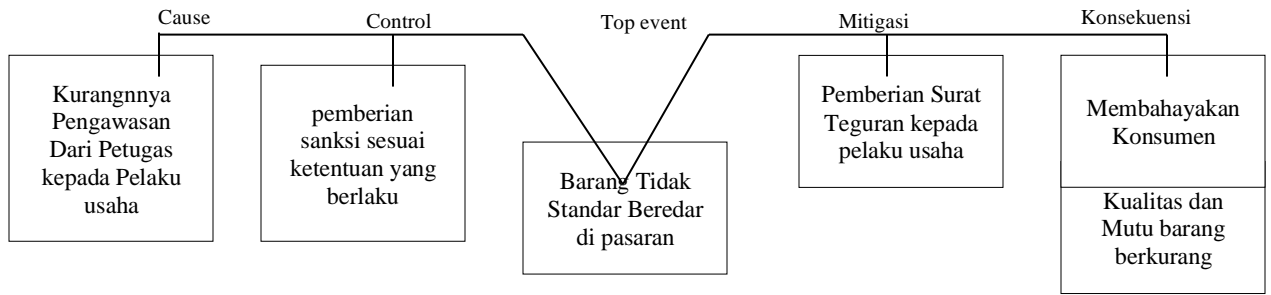 Cause
Control
Top event
Mitigasi
Konsekuensi
Kurangnnya
Pengawasan
Dari Petugas
kepada Pelaku
usaha
pemberian
sanksi sesuai
ketentuan yang
berlaku
Barang Tidak
Standar Beredar
di pasaran
Pemberian Surat
Teguran kepada
pelaku usaha
Membahayakan
Konsumen
Kualitas dan
Mutu barang
berkurang